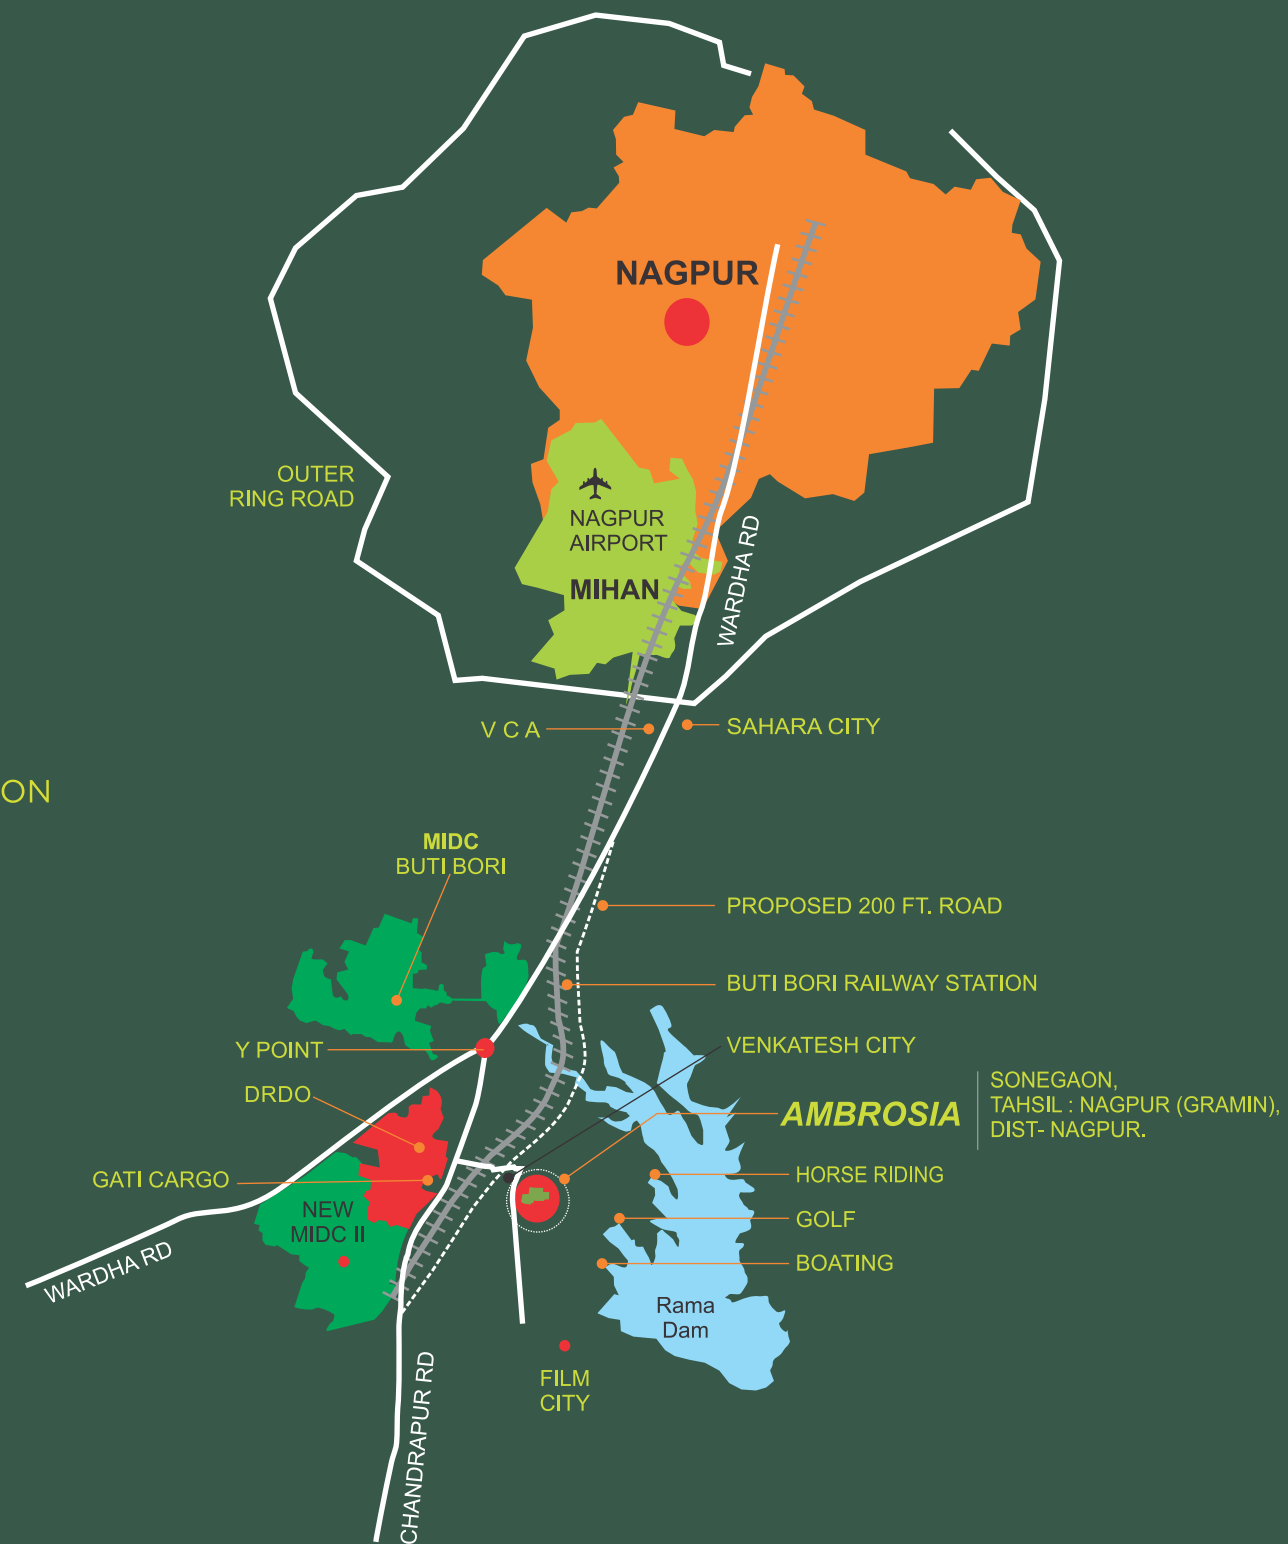 NAGPUR
OUTER
RING ROAD
NAGPUR
AIRPORT
MIHAN
WARDHA RD
V C A
SAHARA CITY
ON
MIDC
BUTI BORI
PROPOSED 200 FT. ROAD
BUTI BORI RAILWAY STATION
Y POINT
VENKATESH CITY
DRDO
AMBROSIA
SONEGAON,
TAHSIL : NAGPUR (GRAMIN),
DIST- NAGPUR.
GATI CARGO
HORSE RIDING
NEW
MIDC II
GOLF
WARDHA RD
BOATING
Rama
Dam
FILM
CITY
CHANDRAPUR RD